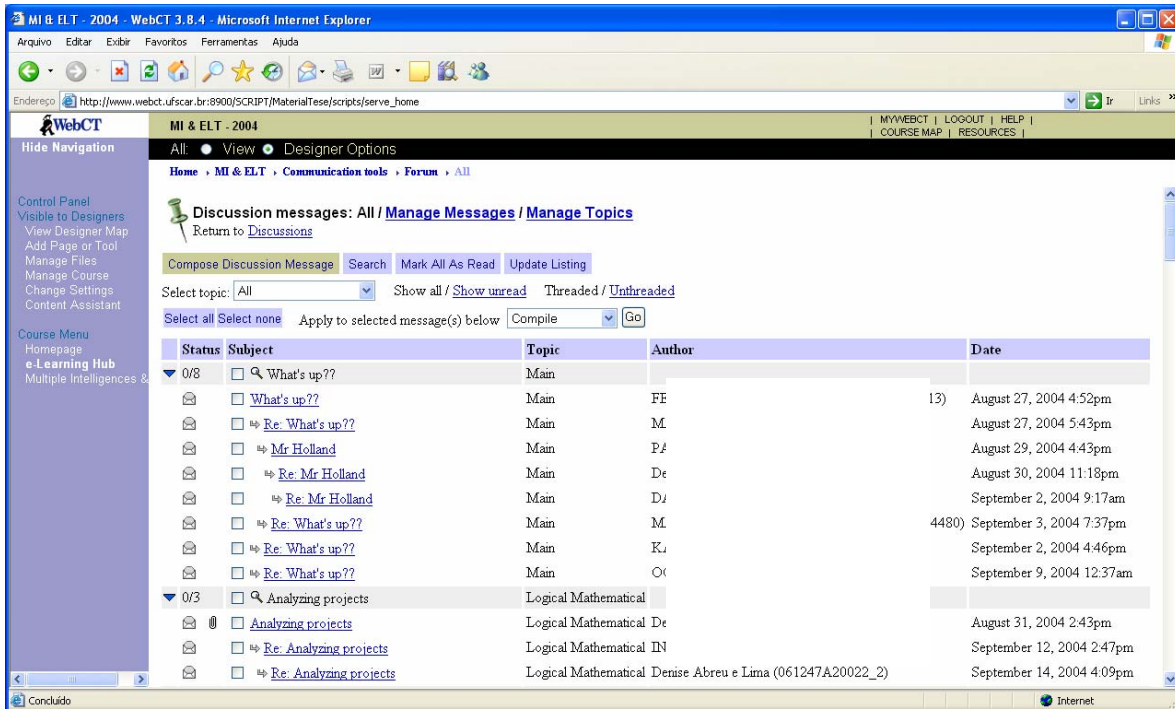 MI & ELT - 2004 - WebCT 3.8.4 - Microsoft Internet Explorer
Arquivo Editar Exibir Favoritos Ferramentas Ajuda
Endereço http://www.webct.ufscar.br:8900/SCRIPT/MaterialTese/scripts/serve_home Ir Links »
WebCT MI & ELT - 2004 | MYWEBCT | LOGOUT | HELP |
| COURSE MAP | RESOURCES |
Hide Navigation All: View Designer Options
Home › MI & ELT › Communication tools › Forum › All
Control Panel
Visible to Designers
View Designer Map
Add Page or Tool
Manage Files
Manage Course
Change Settings
Content Assistant
Course Menu
Homepage
e-Learning Hub
Multiple Intelligences &
Discussion messages: All / Manage Messages / Manage Topics
Return to Discussions
Compose Discussion Message Search Mark All As Read Update Listing
Select topic: All Show all / Show unread Threaded / Unthreaded
Select all Select none Apply to selected message(s) below Compile Go
Status Subject Topic Author Date
0/8 What's up?? Main
What's up?? Main FE 13) August 27, 2004 4:52pm
Re: What's up?? Main M. August 27, 2004 5:43pm
Mr Holland Main PA August 29, 2004 4:43pm
Re: Mr Holland Main De August 30, 2004 11:18pm
Re: Mr Holland Main DA September 2, 2004 9:17am
Re: What's up?? Main M. 4480) September 3, 2004 7:37pm
Re: What's up?? Main KA September 2, 2004 4:46pm
Re: What's up?? Main September 9, 2004 12:37am
0/3 Analyzing projects Logical Mathematical
Analyzing projects Logical Mathematical De August 31, 2004 2:43pm
Re: Analyzing projects Logical Mathematical IN September 12, 2004 2:47pm
Re: Analyzing projects Logical Mathematical Denise Abreu e Lima (061247A20022_2) September 14, 2004 4:09pm
Concluído Internet